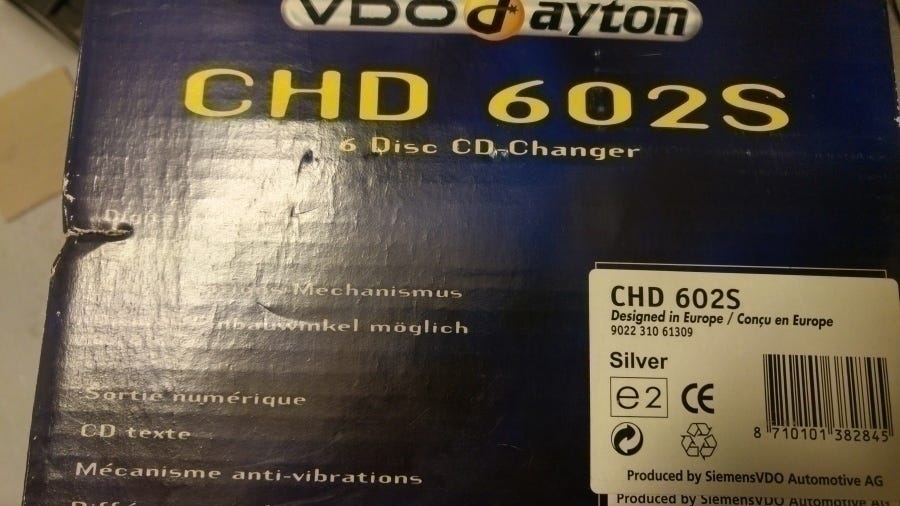 VDO dayton
CHD 602S
6 Disc CD-Changer
Mechanismus
möglich
Sortie numérique
CD texte
Mécanisme anti-vibrations
CHD 602S
Designed in Europe / Conçu en Europe
9022 310 61309
Silver
e2 CE
8 710101 382845
Produced by SiemensVDO Automotive AG
Produced by SiemensVDO Automotive AG